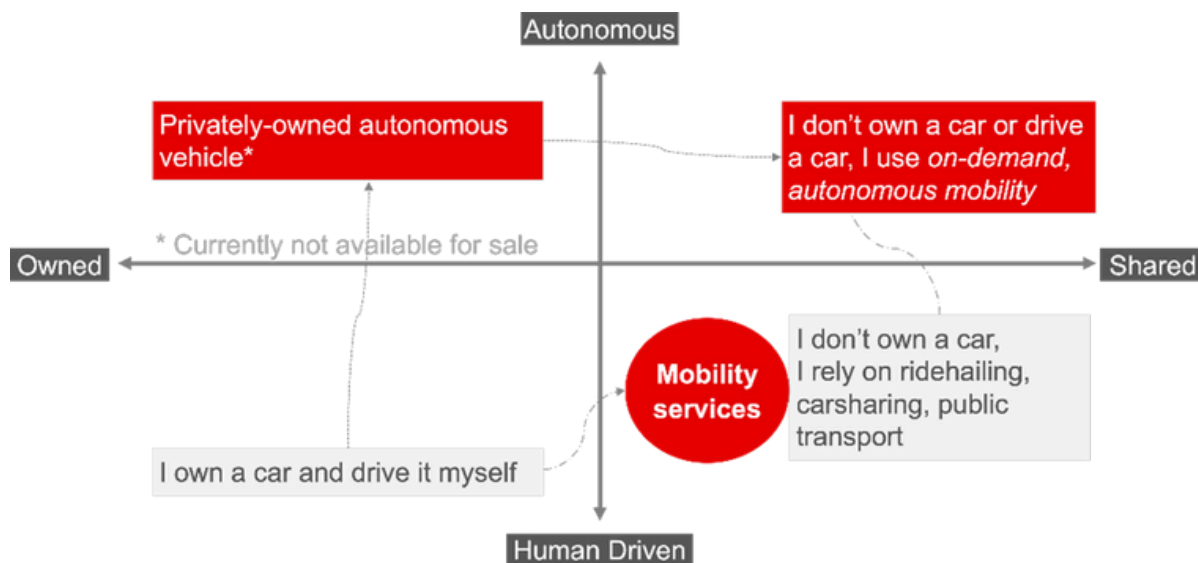 Autonomous
Privately-owned autonomous
vehicle*
I don't own a car or drive
a car, I use on-demand,
autonomous mobility
* Currently not available for sale
Owned
Shared
Mobility
services
I don't own a car,
I rely on ridehailing,
carsharing, public
transport
I own a car and drive it myself
Human Driven